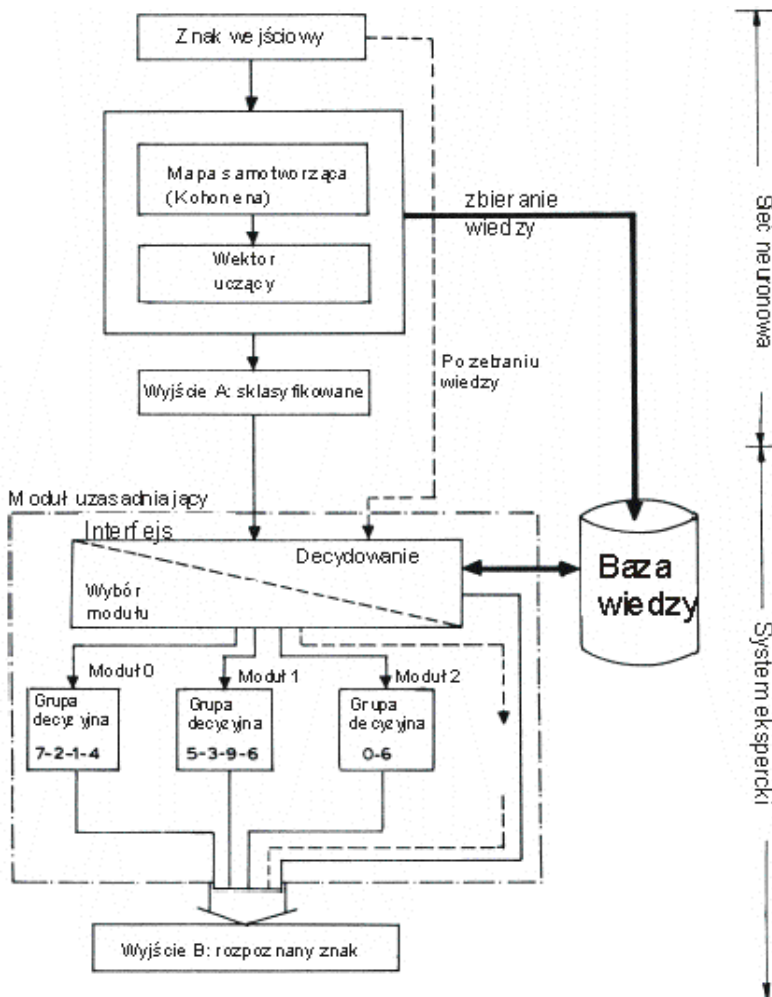 Znak wejściowy
Mapa samotworząca
(Kohonena)
zbieranie
wiedzy
Wektor
uczący
Sieć neuronowa
Po zebraniu
wiedzy
Wyjście A: sklasyfikowane
Moduł uzasadniający
Interfejs
Decydowanie
Wybór
modułu
Baza
wiedzy
Moduł 0
Moduł 1
Moduł 2
Grupa
decyzyjna
7-2-1-4
Grupa
decyzyjna
5-3-9-6
Grupa
decyzyjna
0-6
System ekspercki
Wyjście B: rozpoznany znak